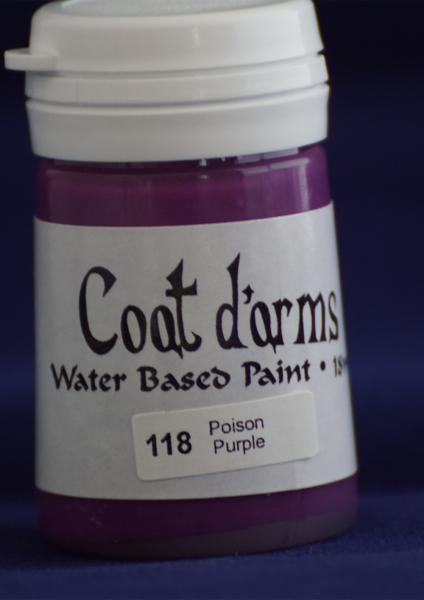 Coat d'arms
Water Based Paint •
118 Poison
Purple